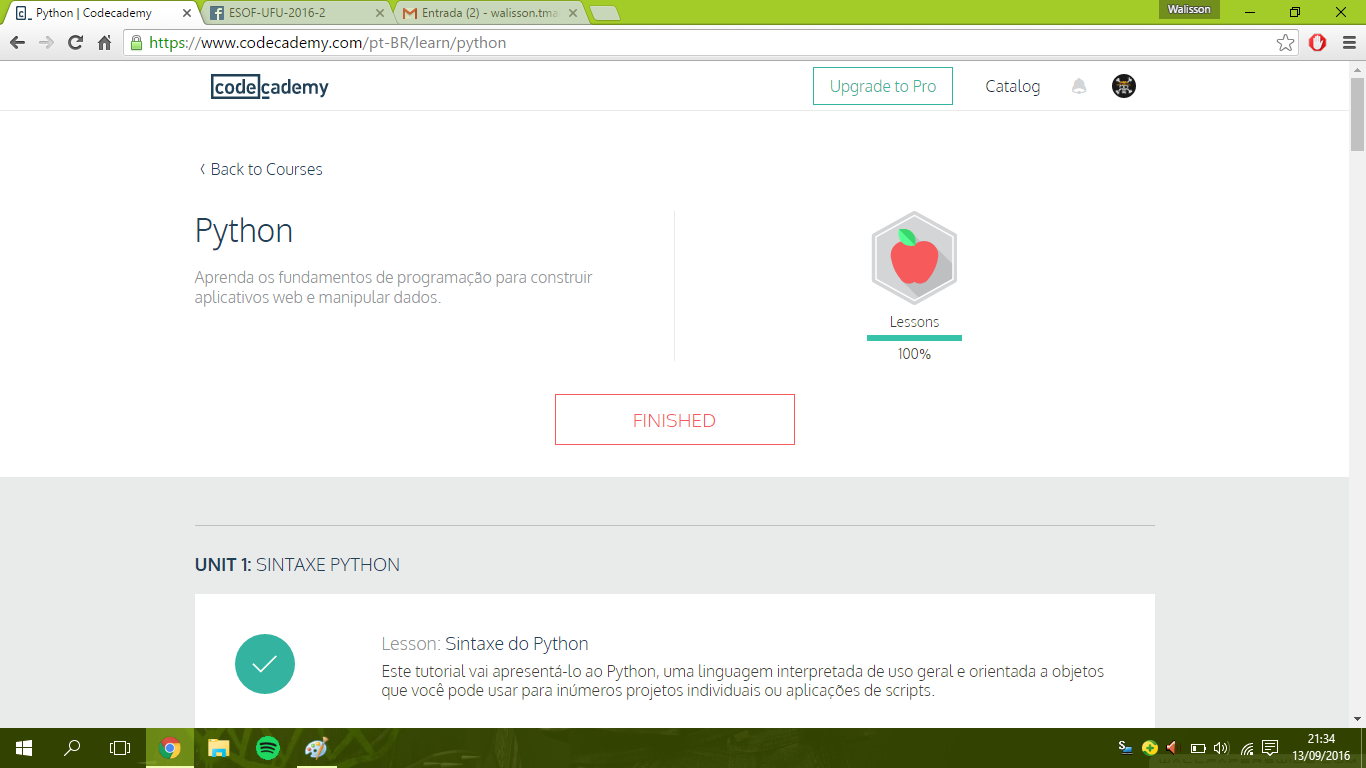 Python | Codecademy
ESOF-UFU-2016-2
Entrada (2) - walisson.tma
Walisson
https://www.codecademy.com/pt-BR/learn/python
codecademy
Upgrade to Pro
Catalog
Back to Courses
Python
Aprenda os fundamentos de programação para construir
aplicativos web e manipular dados.
Lessons
100%
FINISHED
UNIT 1: SINTAXE PYTHON
Lesson: Sintaxe do Python
Este tutorial vai apresentá-lo ao Python, uma linguagem interpretada de uso geral e orientada a objetos
que você pode usar para inúmeros projetos individuais ou aplicações de scripts.
21:34
13/09/2016